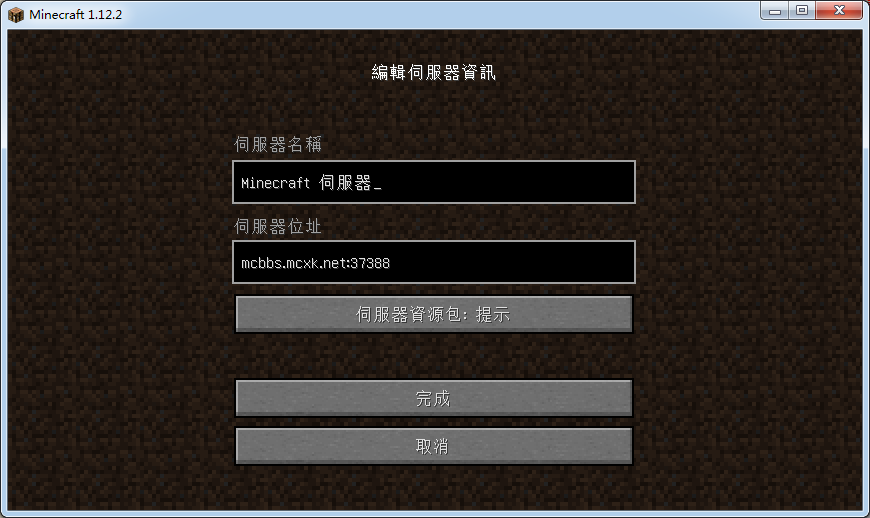 Minecraft 1.12.2
編輯伺服器資訊
伺服器名稱
Minecraft 伺服器_
伺服器位址
mcbbs.mcxk.net:37388
伺服器資源包: 提示
完成
取消